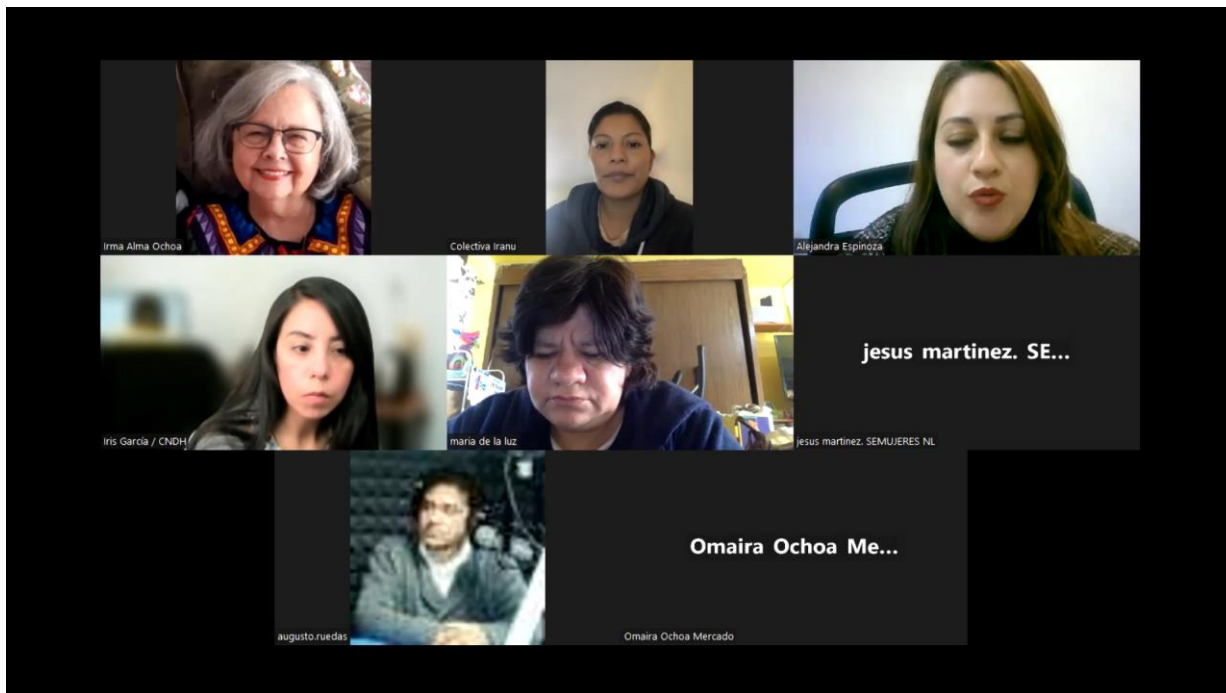 Irma Alma Ochoa
Colectiva Iranu
Alejandra Espinoza
Iris García / CNDH
maria de la luz
jesus martinez. SE...
jesus martinez. SEMUJERES NL
augusto.ruedas
Omaira Ochoa Me...
Omaira Ochoa Mercado